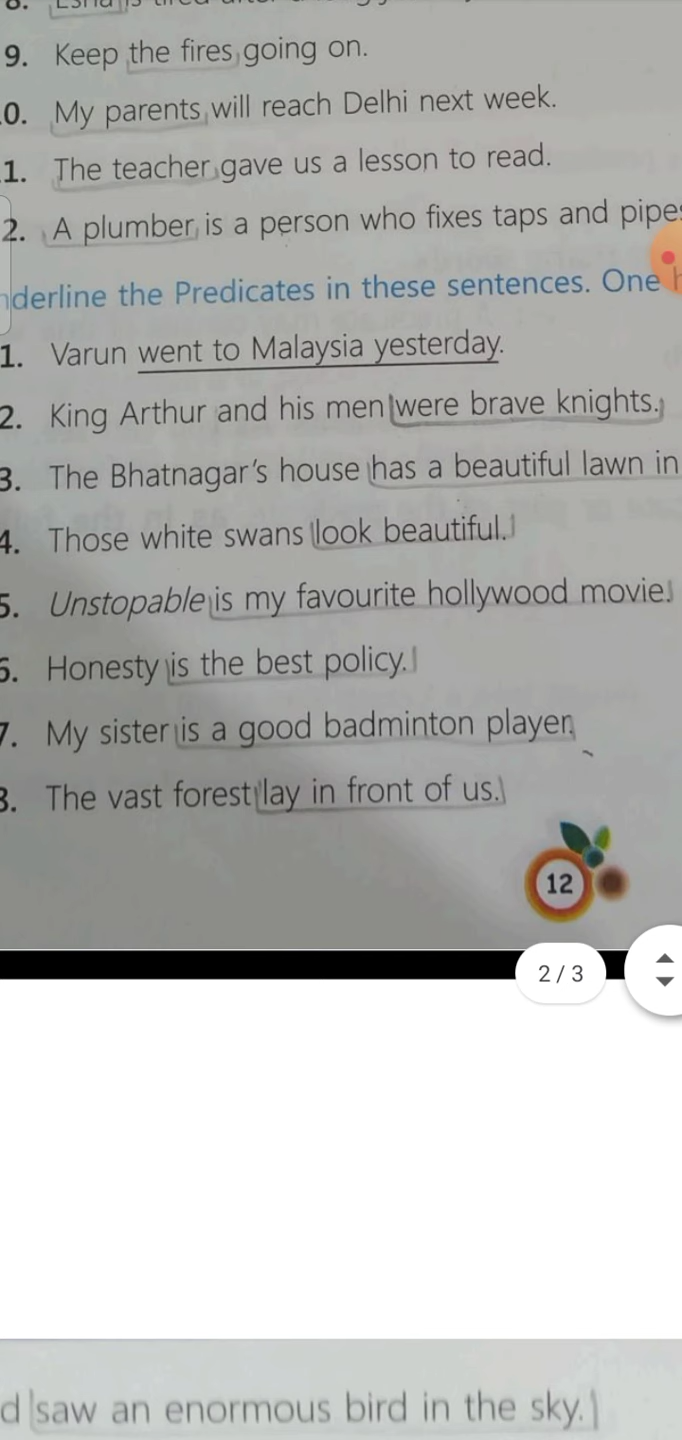 9. Keep the fires going on.
0. My parents will reach Delhi next week.
1. The teacher gave us a lesson to read.
2. A plumber is a person who fixes taps and pipes
nderline the Predicates in these sentences. One h
1. Varun went to Malaysia yesterday.
2. King Arthur and his men were brave knights.
3. The Bhatnagar's house has a beautiful lawn in
4. Those white swans look beautiful.
5. Unstopable is my favourite hollywood movie.
6. Honesty is the best policy.
7. My sister is a good badminton player.
8. The vast forest lay in front of us.
12
2 / 3
d saw an enormous bird in the sky.